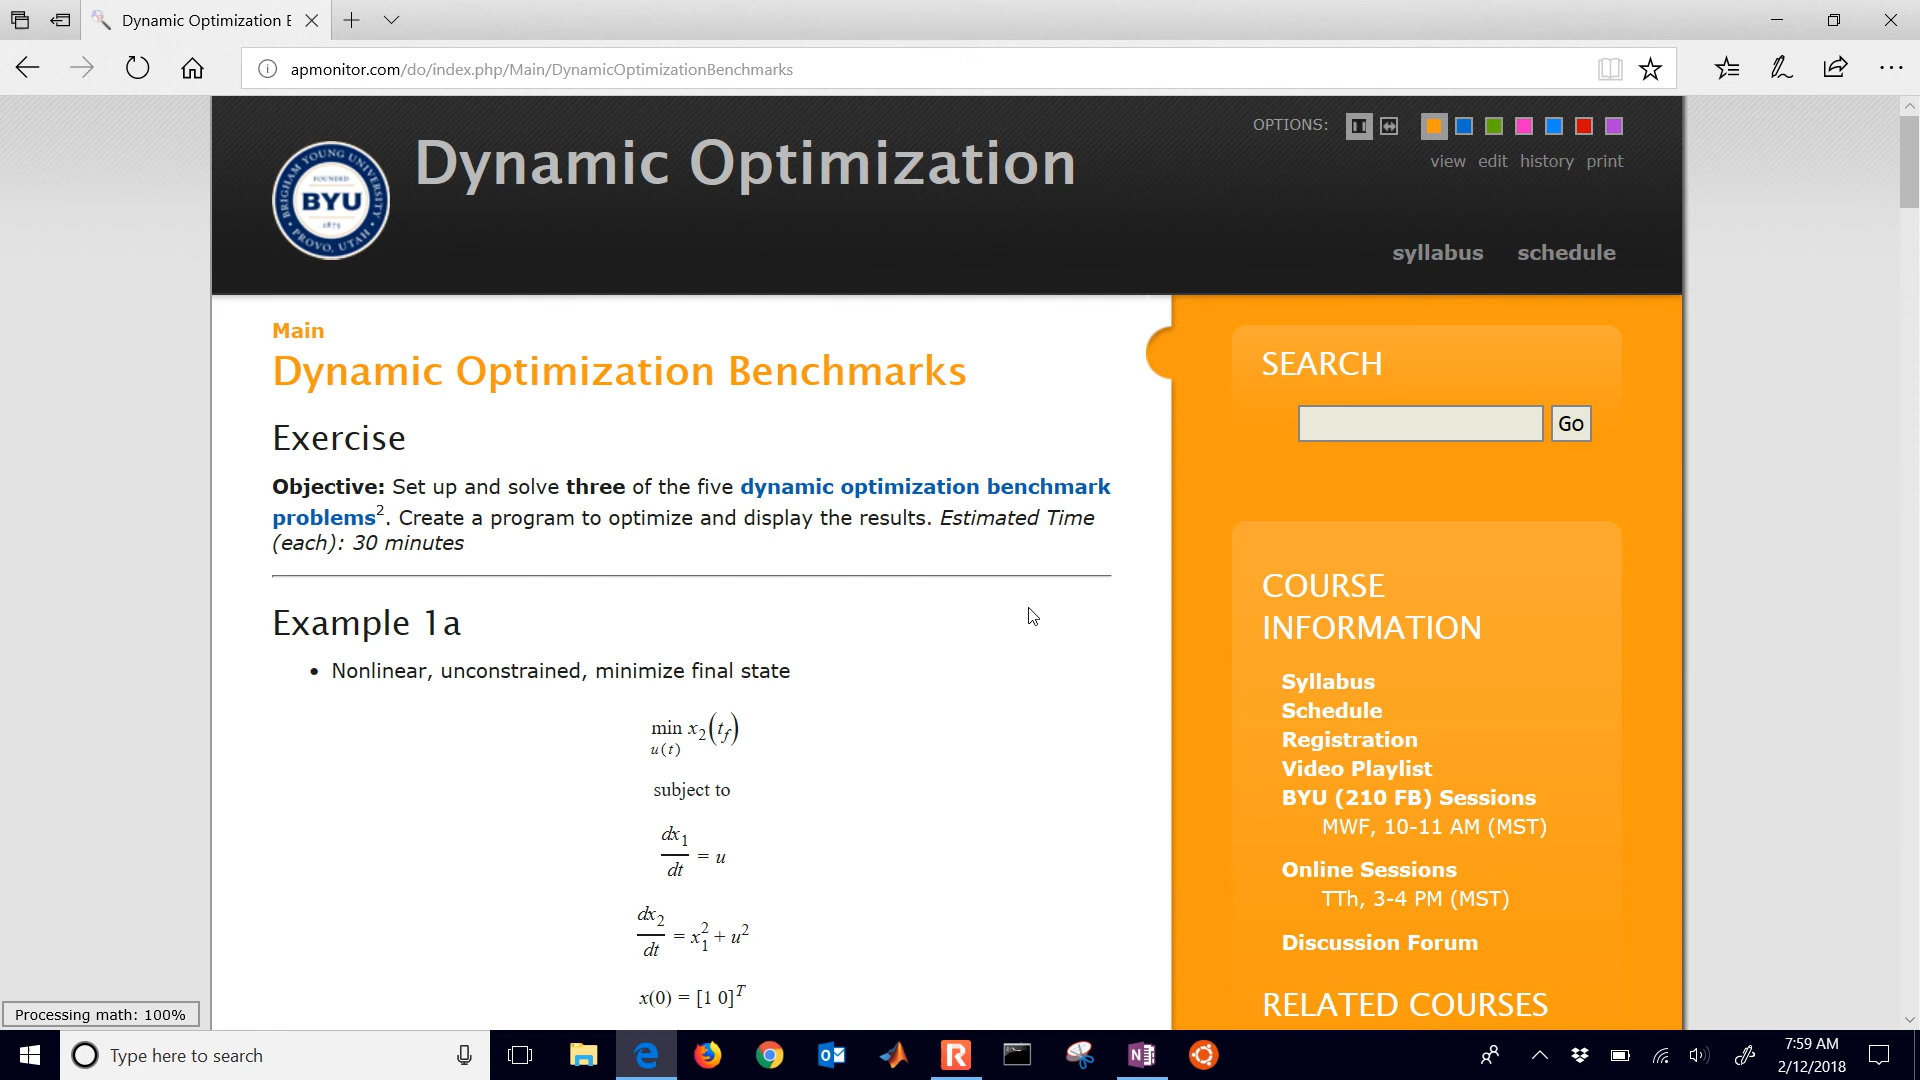 Dynamic Optimization E
apmonitor.com/do/index.php/Main/DynamicOptimizationBenchmarks
OPTIONS:
view edit history print
BRIGHAM YOUNG UNIVERSITY
FOUNDED
BYU
1875
PROVO, UTAH
Dynamic Optimization
syllabus schedule
Main
Dynamic Optimization Benchmarks
Exercise
Objective: Set up and solve three of the five dynamic optimization benchmark
problems². Create a program to optimize and display the results. Estimated Time
(each): 30 minutes
Example 1a
• Nonlinear, unconstrained, minimize final state
min x₂(t_f)
u(t)
subject to
dx₁/dt = u
dx₂/dt = x₁² + u²
x(0) = [1 0]ᵀ
SEARCH
Go
COURSE
INFORMATION
Syllabus
Schedule
Registration
Video Playlist
BYU (210 FB) Sessions
MWF, 10-11 AM (MST)
Online Sessions
TTh, 3-4 PM (MST)
Discussion Forum
RELATED COURSES
Processing math: 100%
Type here to search
7:59 AM
2/12/2018